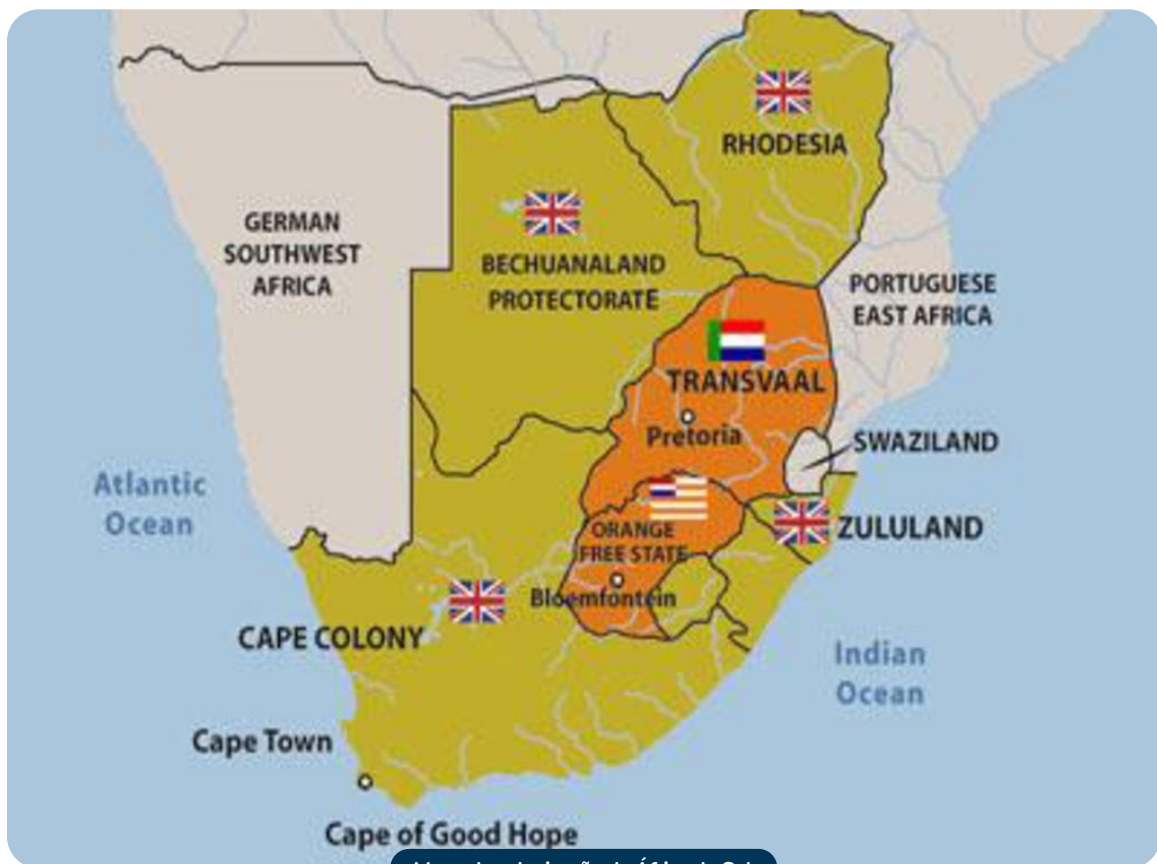 RHODESIA
GERMAN
SOUTHWEST
AFRICA
BECHUANALAND
PROTECTORATE
PORTUGUESE
EAST AFRICA
TRANSVAAL
Pretoria
SWAZILAND
Atlantic
Ocean
ORANGE
FREE STATE
ZULULAND
Bloemfontein
CAPE COLONY
Indian
Ocean
Cape Town
Cape of Good Hope